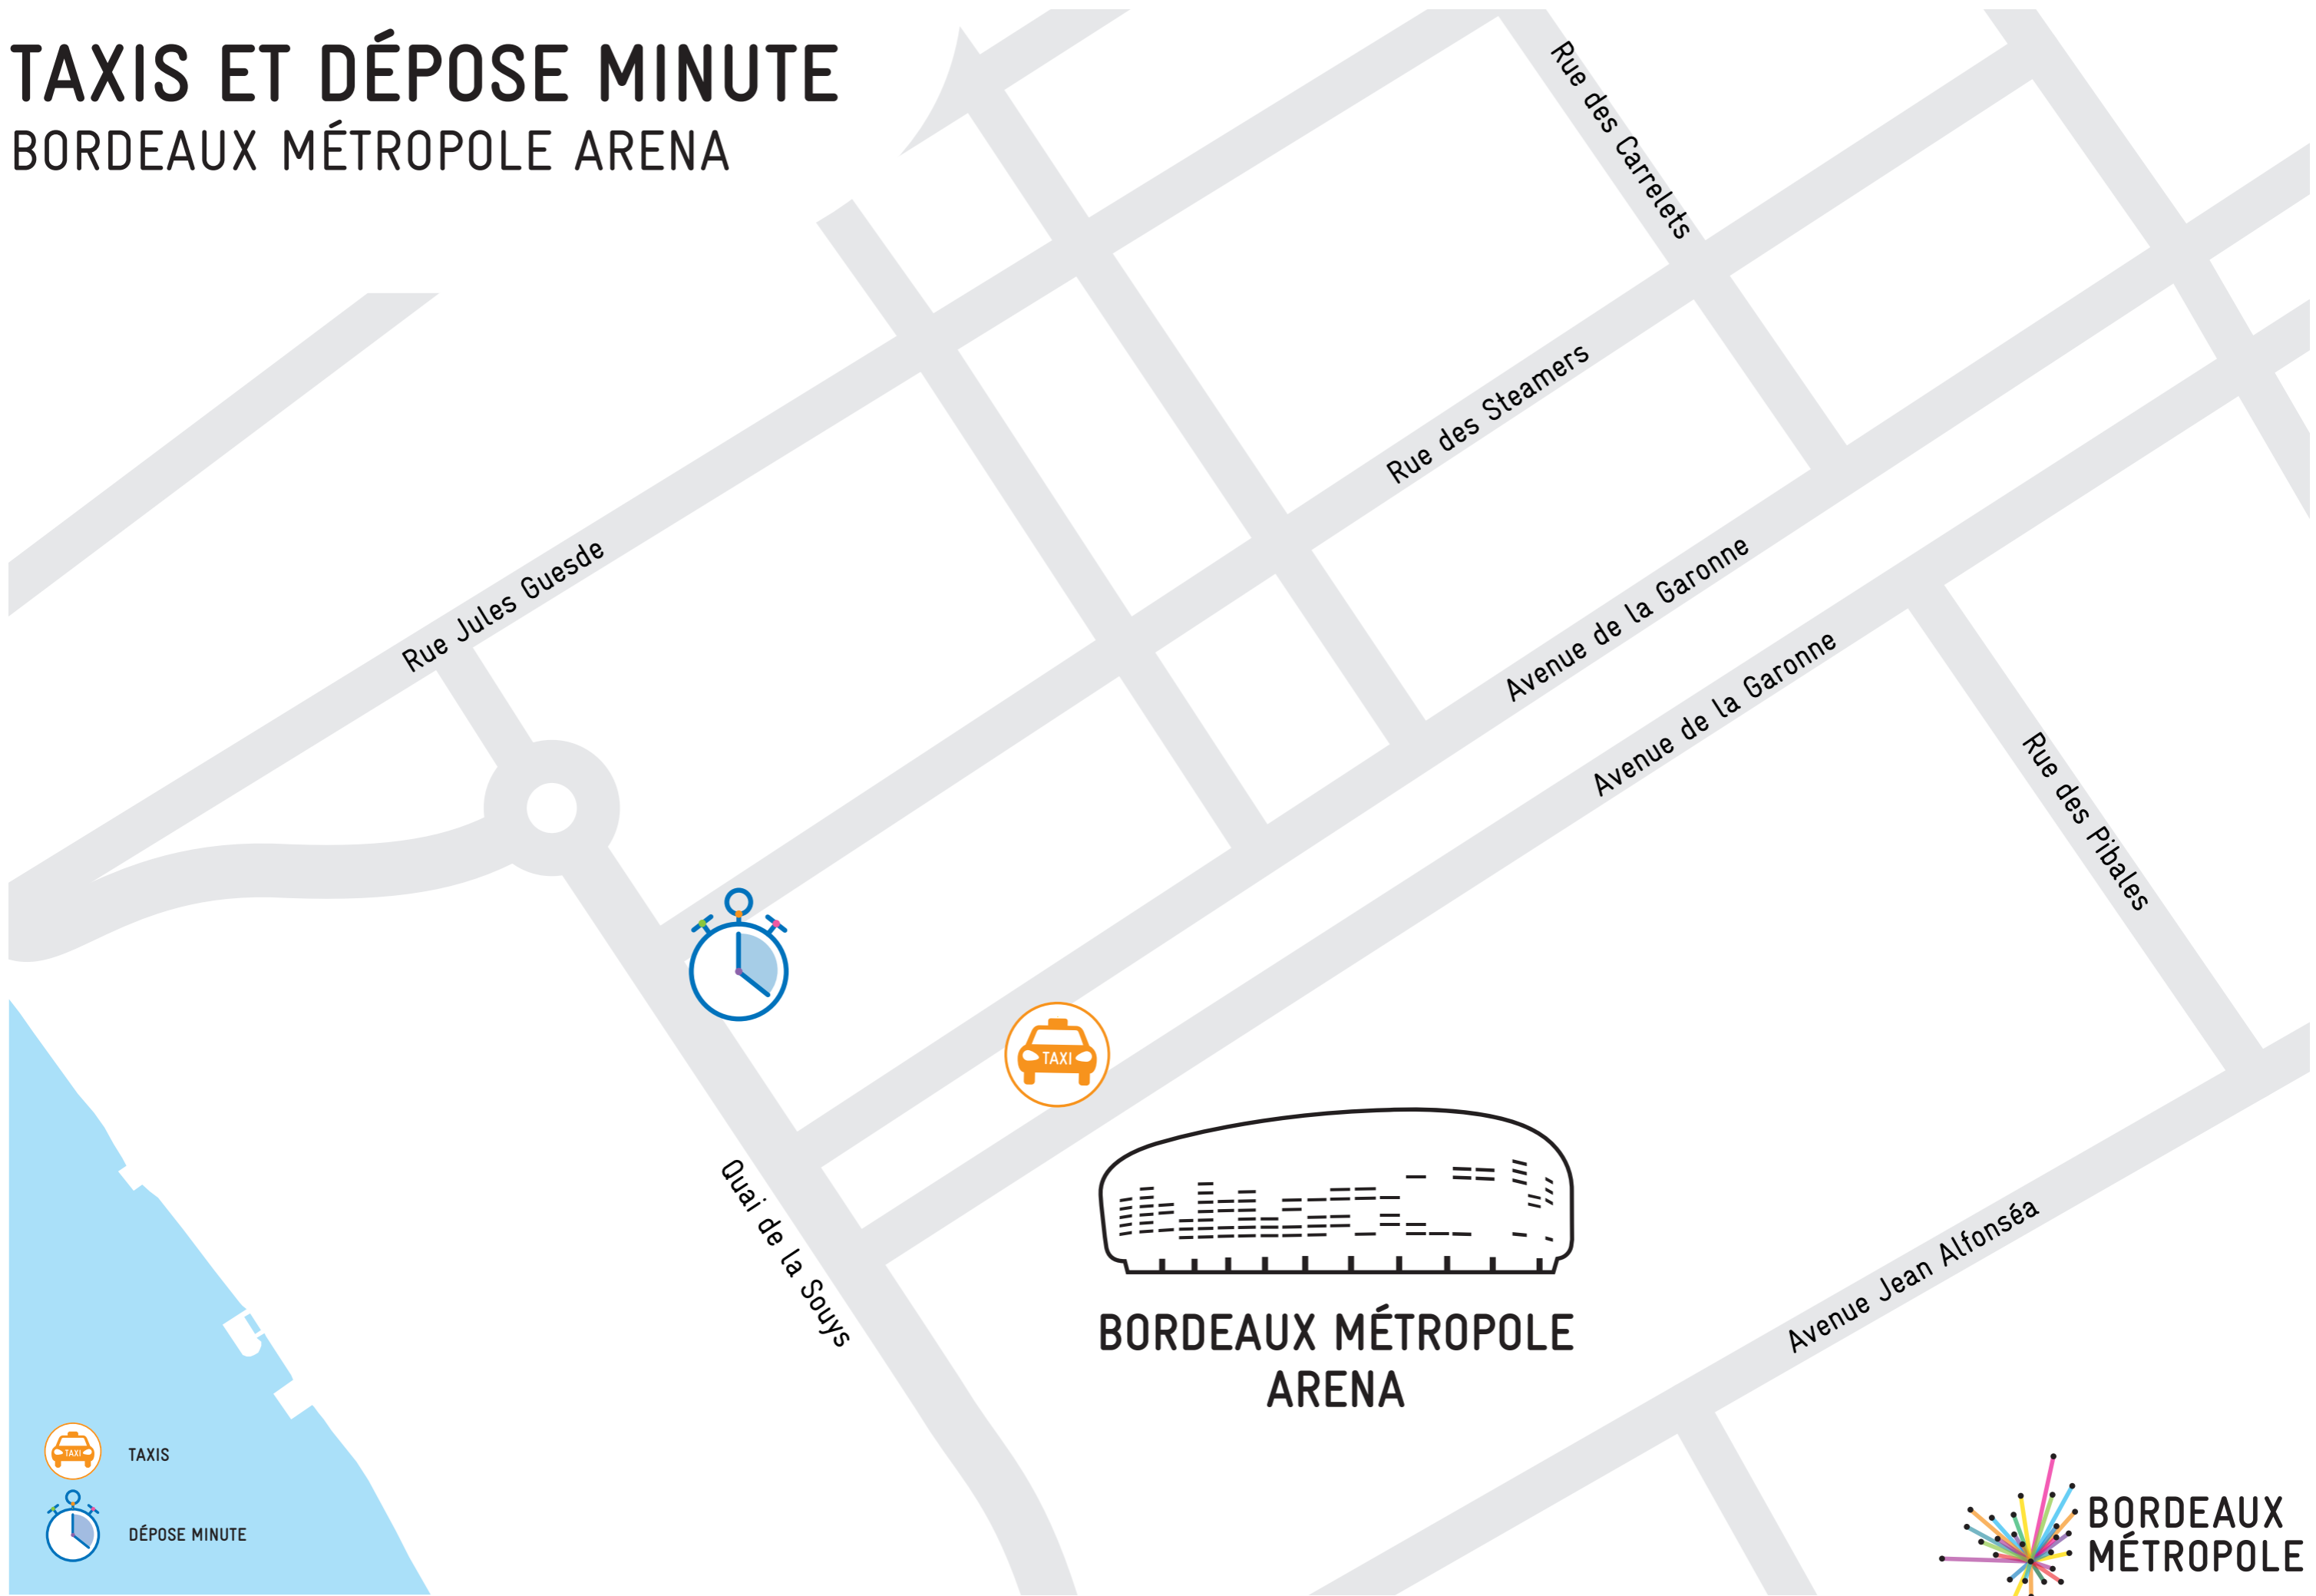 TAXIS ET DÉPOSE MINUTE
BORDEAUX MÉTROPOLE ARENA
Rue des Carrelets
Rue des Steamers
Rue Jules Guesde
Avenue de la Garonne
Avenue de la Garonne
Rue des Pibales
TAXI
Quai de la Souys
Avenue Jean Alfonséa
BORDEAUX MÉTROPOLE
ARENA
TAXI
TAXIS
DÉPOSE MINUTE
BORDEAUX
MÉTROPOLE